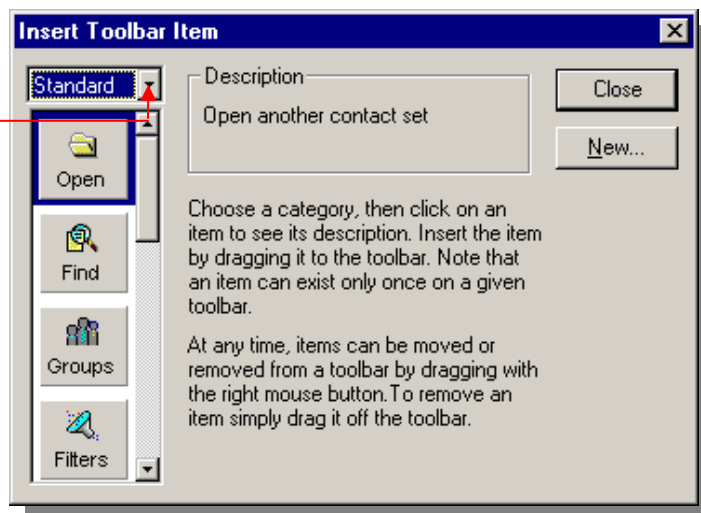 Insert Toolbar Item
Standard
Open
Find
Groups
Filters
Description
Open another contact set
Close
New...
Choose a category, then click on an
item to see its description. Insert the item
by dragging it to the toolbar. Note that
an item can exist only once on a given
toolbar.
At any time, items can be moved or
removed from a toolbar by dragging with
the right mouse button.To remove an
item simply drag it off the toolbar.